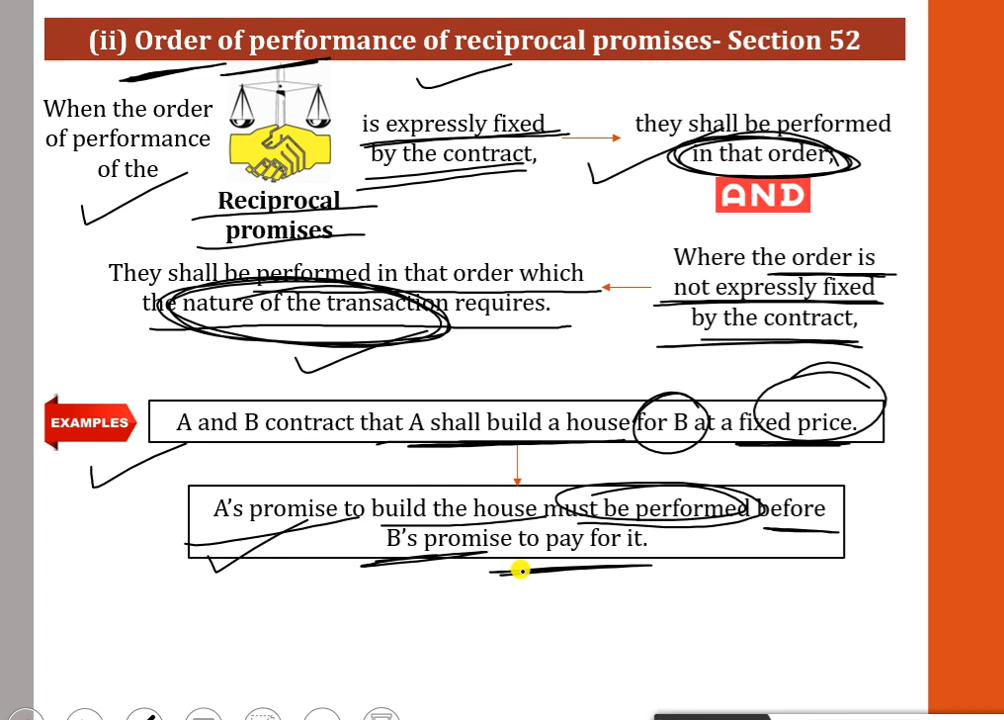 (ii) Order of performance of reciprocal promises- Section 52
When the order
of performance
of the
Reciprocal
promises
is expressly fixed
by the contract,
they shall be performed
in that order;
AND
Where the order is
not expressly fixed
by the contract,
They shall be performed in that order which
the nature of the transaction requires.
EXAMPLES
A and B contract that A shall build a house for B at a fixed price.
A’s promise to build the house must be performed before
B’s promise to pay for it.